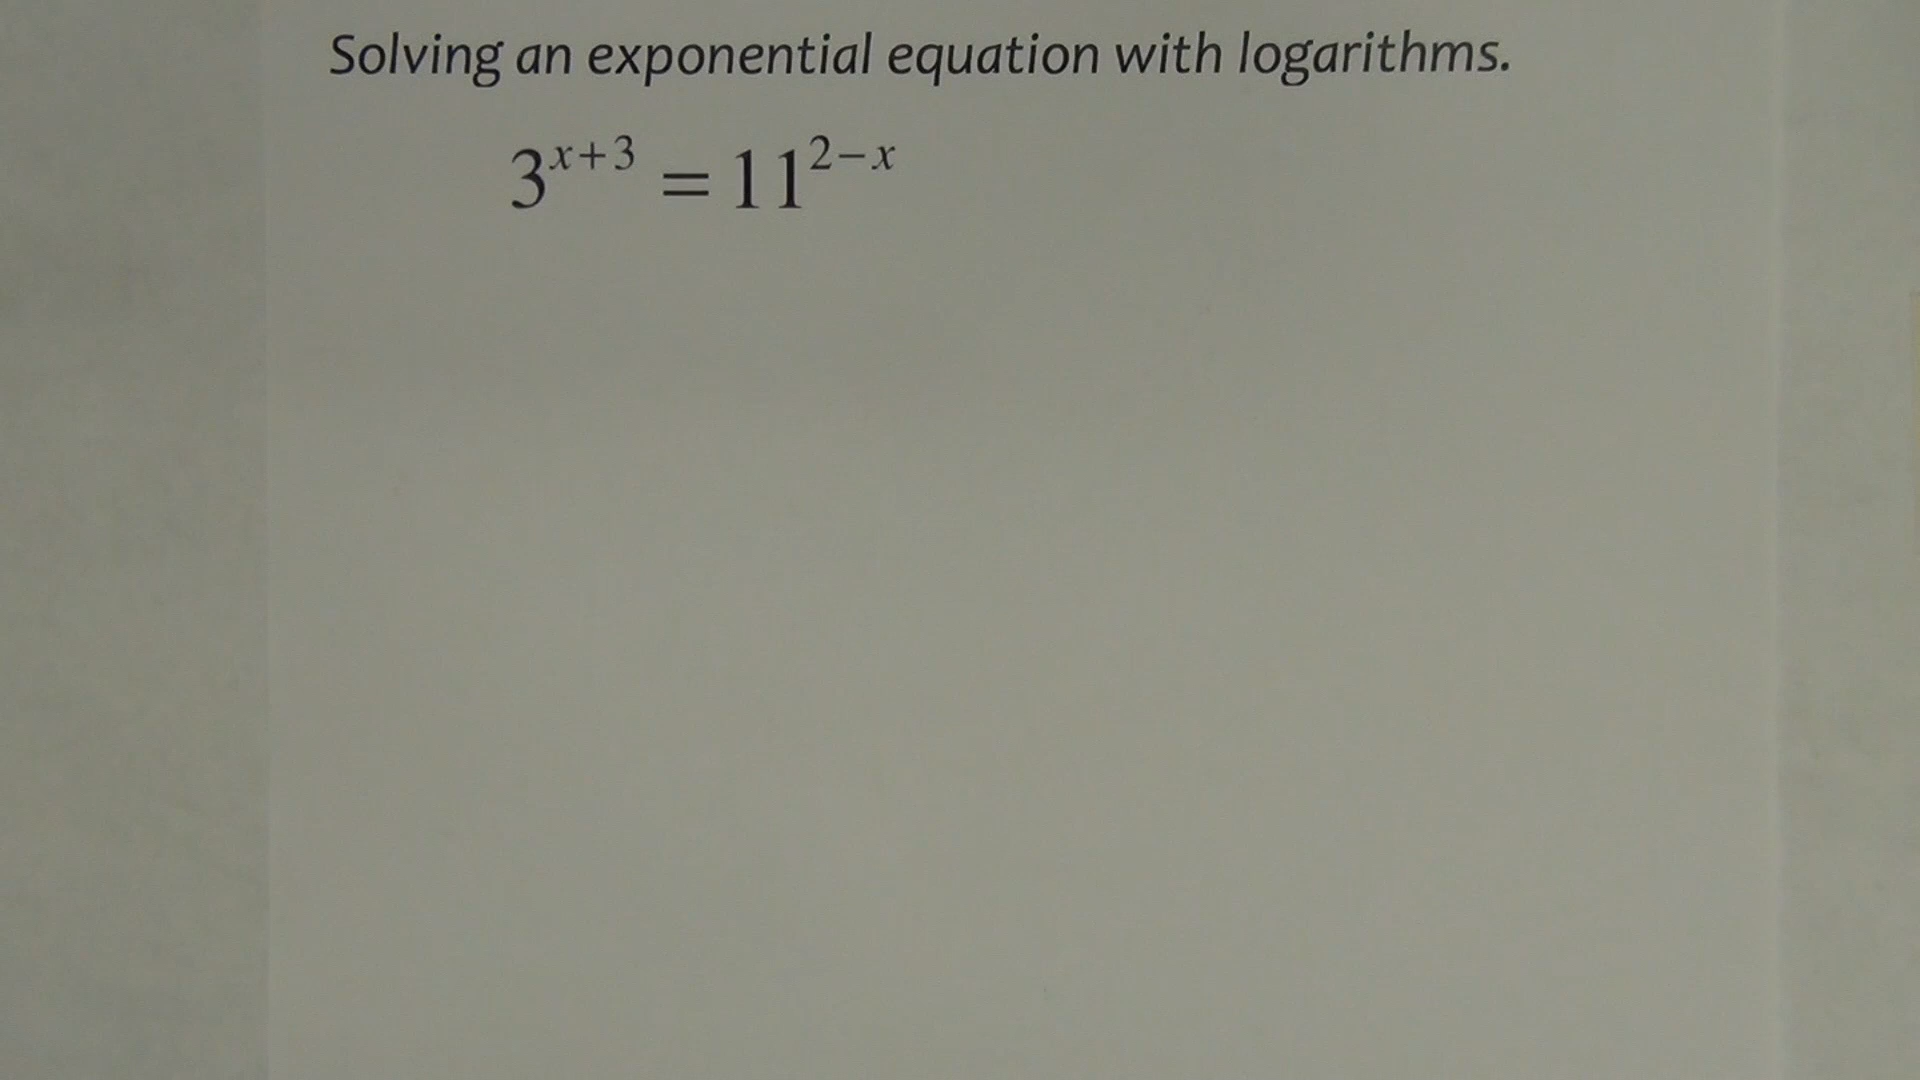 Solving an exponential equation with logarithms.
3^{x+3} = 11^{2-x}